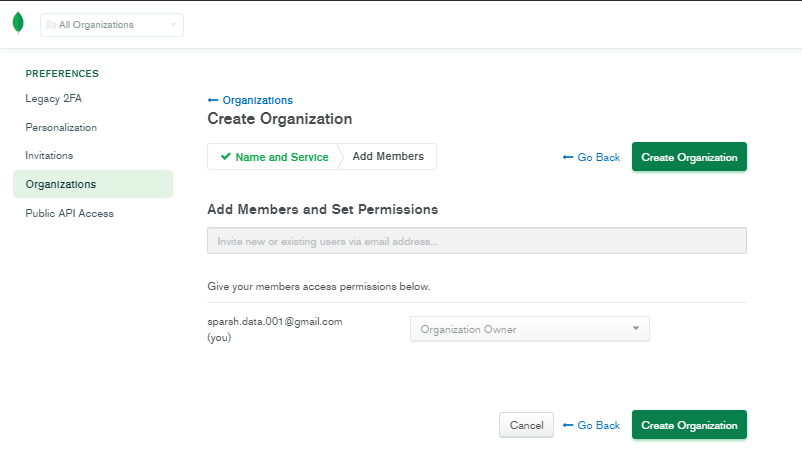 All Organizations
PREFERENCES
Legacy 2FA
Personalization
Invitations
Organizations
Public API Access
← Organizations
Create Organization
✔ Name and Service
Add Members
← Go Back
Create Organization
Add Members and Set Permissions
Invite new or existing users via email address...
Give your members access permissions below.
sparsh.data.001@gmail.com
(you)
Organization Owner
Cancel
← Go Back
Create Organization